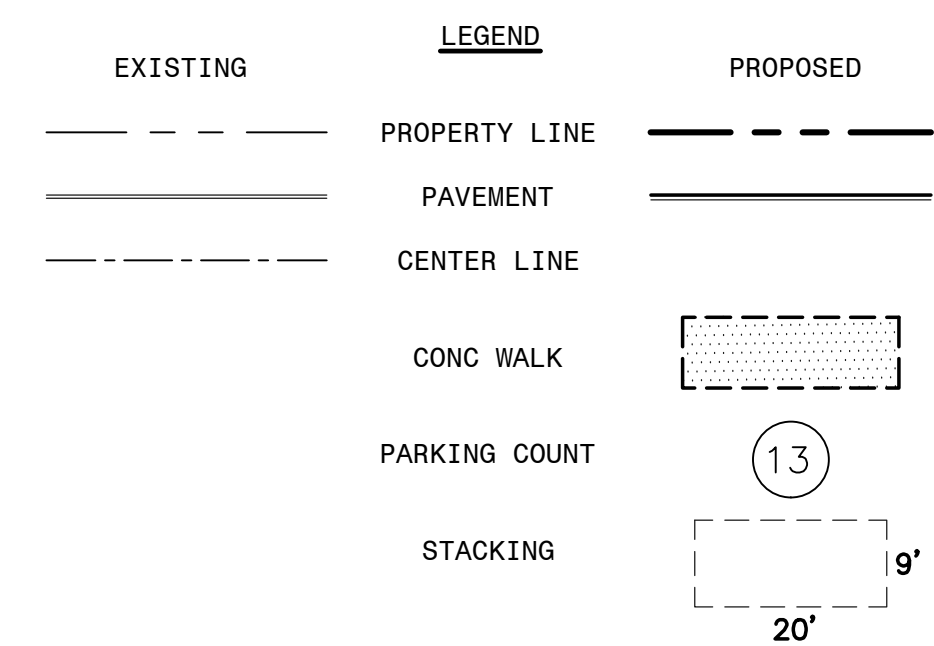 LEGEND
EXISTING
PROPOSED
PROPERTY LINE
PAVEMENT
CENTER LINE
CONC WALK
PARKING COUNT
13
STACKING
9'
20'